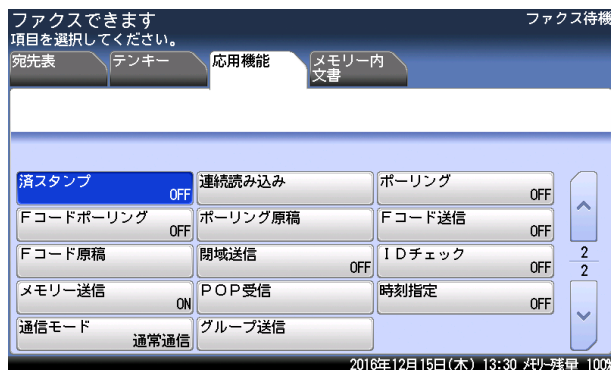 ファクスできます
ファクス待機
項目を選択してください。
宛先表
テンキー
応用機能
メモリー内
文書
済スタンプ
OFF
連続読み込み
ポーリング
OFF
Fコードポーリング
OFF
ポーリング原稿
Fコード送信
OFF
Fコード原稿
閉域送信
OFF
IDチェック
OFF
2
2
メモリー送信
ON
POP受信
時刻指定
OFF
通信モード
通常通信
グループ送信
2016年12月15日(木) 13:30 メモリー残量 100%